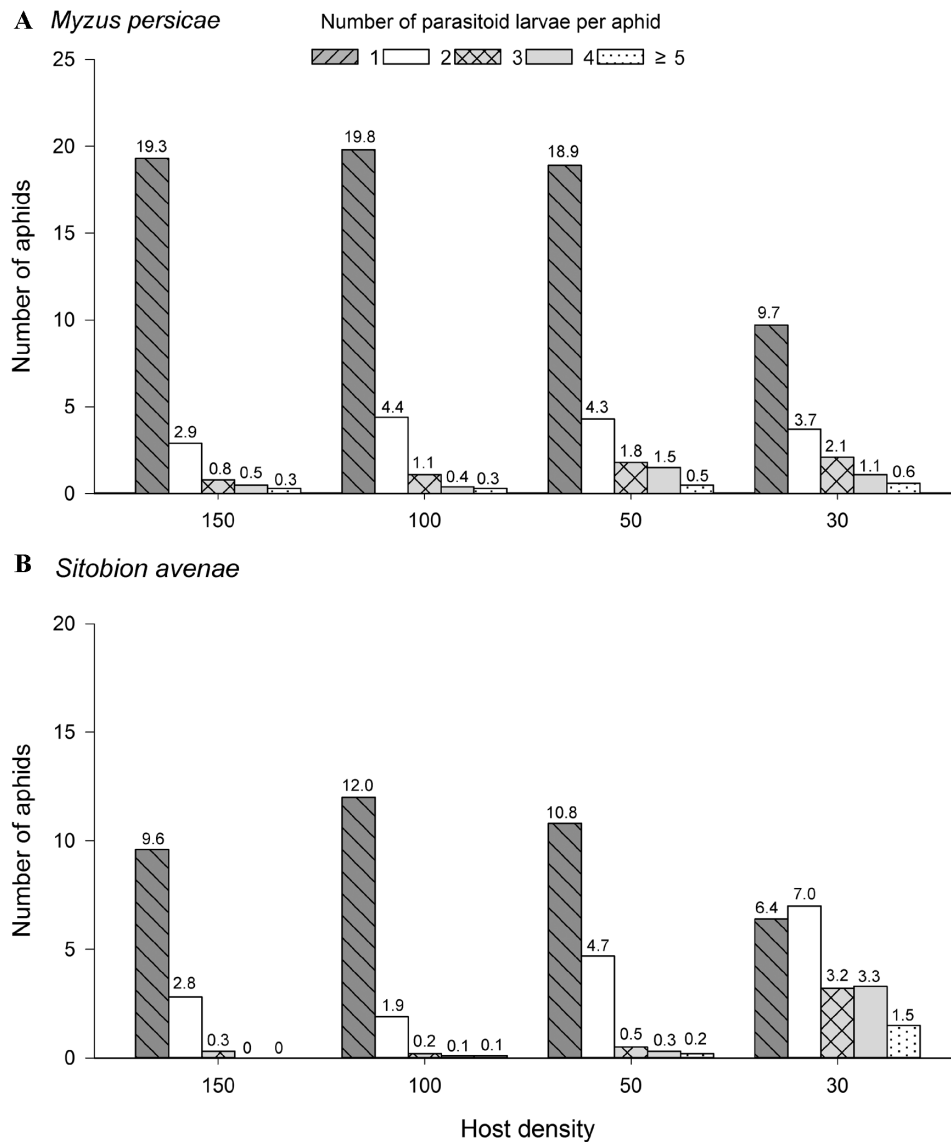 A Myzus persicae
Number of parasitoid larvae per aphid
1 2 3 4 ≥ 5
Number of aphids
25
20
15
10
5
0
19.3 2.9 0.8 0.5 0.3
19.8 4.4 1.1 0.4 0.3
18.9 4.3 1.8 1.5 0.5
9.7 3.7 2.1 1.1 0.6
150 100 50 30
B Sitobion avenae
Number of aphids
20
15
10
5
0
9.6 2.8 0.3 0 0
12.0 1.9 0.2 0.1 0.1
10.8 4.7 0.5 0.3 0.2
6.4 7.0 3.2 3.3 1.5
150 100 50 30
Host density